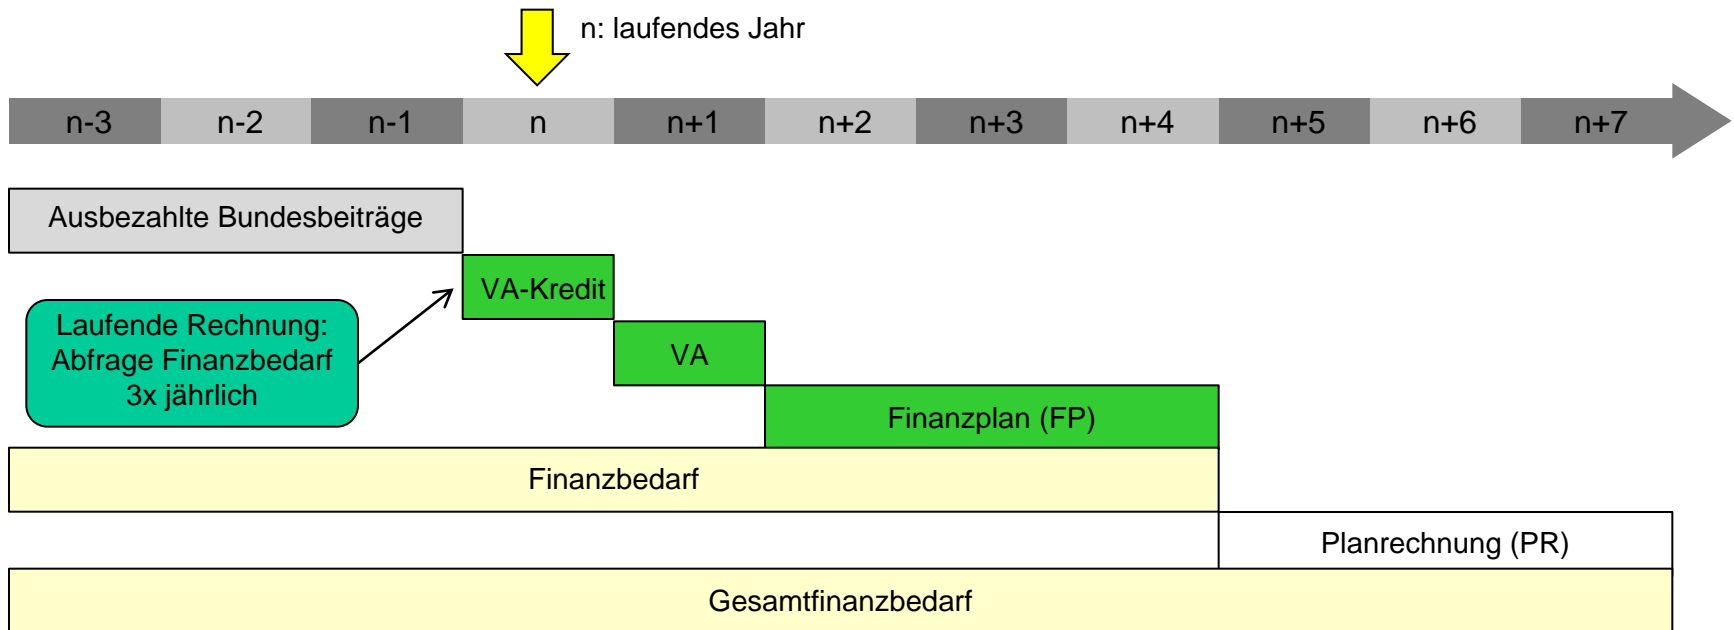 n: laufendes Jahr
n-3 n-2 n-1 n n+1 n+2 n+3 n+4 n+5 n+6 n+7
Ausbezahlte Bundesbeiträge
VA-Kredit
Laufende Rechnung:
Abfrage Finanzbedarf
3x jährlich
VA
Finanzplan (FP)
Finanzbedarf
Planrechnung (PR)
Gesamtfinanzbedarf